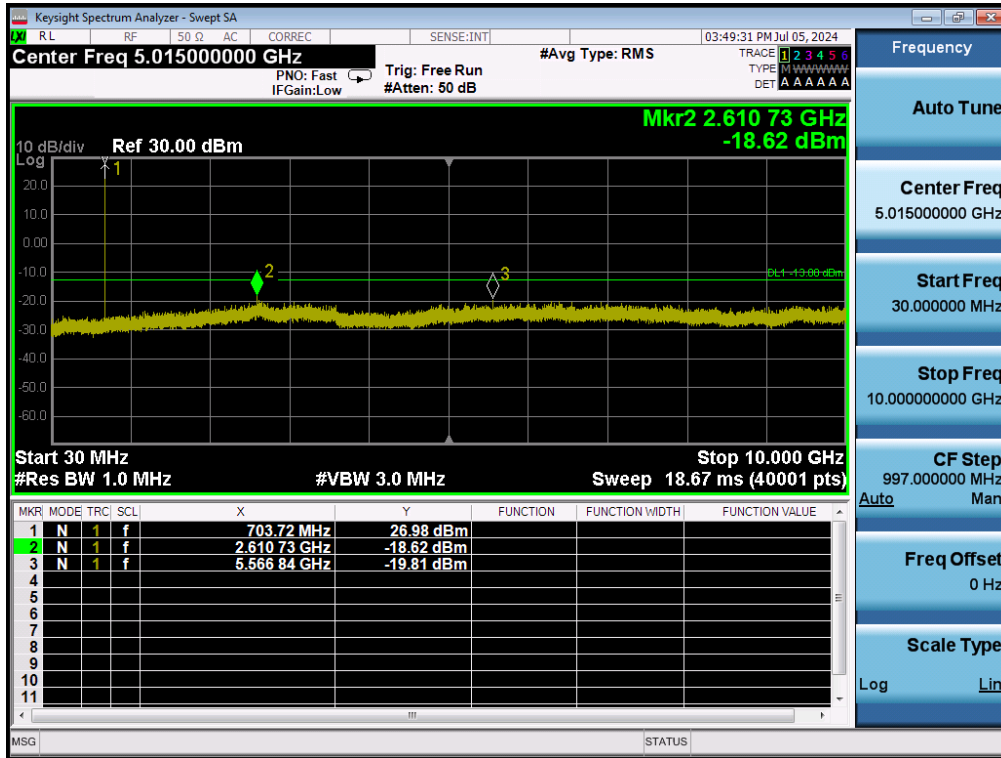 Keysight Spectrum Analyzer - Swept SA
LXI RL RF 50 Ω AC CORREC SENSE:INT 03:49:31 PM Jul 05, 2024
Center Freq 5.015000000 GHz
PNO: Fast
IFGain:Low
Trig: Free Run
#Atten: 50 dB
#Avg Type: RMS
TRACE 1 2 3 4 5 6
TYPE M WWWWW
DET A A A A A A
Mkr2 2.610 73 GHz
-18.62 dBm
10 dB/div Ref 30.00 dBm
Log
1
20.0
10.0
0.00
-10.0
2
3
DL1 -13.00 dBm
-20.0
-30.0
-40.0
-50.0
-60.0
Start 30 MHz Stop 10.000 GHz
#Res BW 1.0 MHz #VBW 3.0 MHz Sweep 18.67 ms (40001 pts)
MKR MODE TRC SCL X Y FUNCTION FUNCTION WIDTH FUNCTION VALUE
1 N 1 f 703.72 MHz 26.98 dBm
2 N 1 f 2.610 73 GHz -18.62 dBm
3 N 1 f 5.566 84 GHz -19.81 dBm
4
5
6
7
8
9
10
11
MSG STATUS
Frequency
Auto Tune
Center Freq
5.015000000 GHz
Start Freq
30.000000 MHz
Stop Freq
10.000000000 GHz
CF Step
997.000000 MHz
Auto Man
Freq Offset
0 Hz
Scale Type
Log Lin